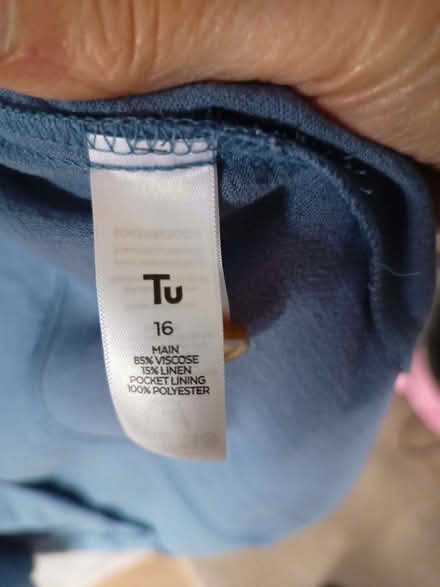 Tu
16
MAIN
85% VISCOSE
15% LINEN
POCKET LINING
100% POLYESTER